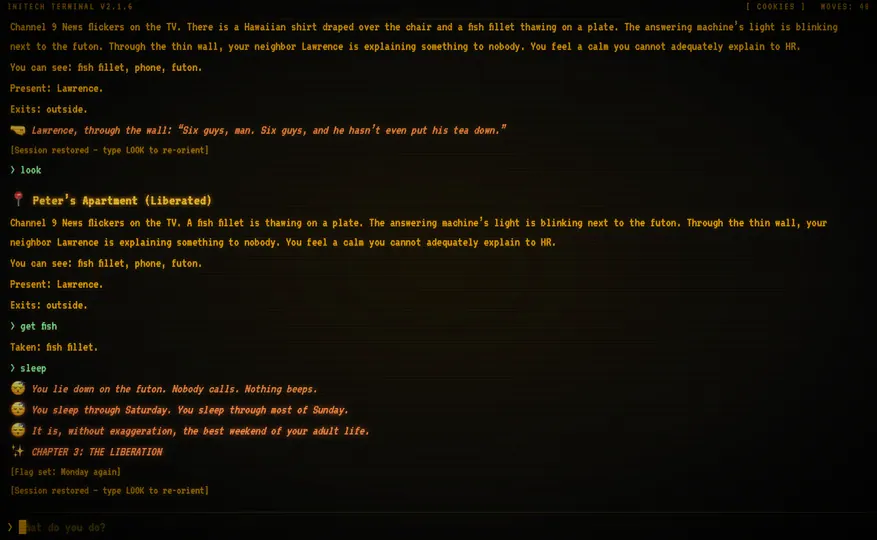 INITECH TERMINAL V2.1.6
[ COOKIES ] MOVES: 40
Channel 9 News flickers on the TV. There is a Hawaiian shirt draped over the chair and a fish fillet thawing on a plate. The answering machine's light is blinking
next to the futon. Through the thin wall, your neighbor Lawrence is explaining something to nobody. You feel a calm you cannot adequately explain to HR.
You can see: fish fillet, phone, futon.
Present: Lawrence.
Exits: outside.
Lawrence, through the wall: "Six guys, man. Six guys, and he hasn't even put his tea down."
[Session restored – type LOOK to re-orient]
> look
Peter's Apartment (Liberated)
Channel 9 News flickers on the TV. A fish fillet is thawing on a plate. The answering machine's light is blinking next to the futon. Through the thin wall, your
neighbor Lawrence is explaining something to nobody. You feel a calm you cannot adequately explain to HR.
You can see: fish fillet, phone, futon.
Present: Lawrence.
Exits: outside.
> get fish
Taken: fish fillet.
> sleep
You lie down on the futon. Nobody calls. Nothing beeps.
You sleep through Saturday. You sleep through most of Sunday.
It is, without exaggeration, the best weekend of your adult life.
CHAPTER 3: THE LIBERATION
[Flag set: Monday again]
[Session restored – type LOOK to re-orient]
> What do you do?